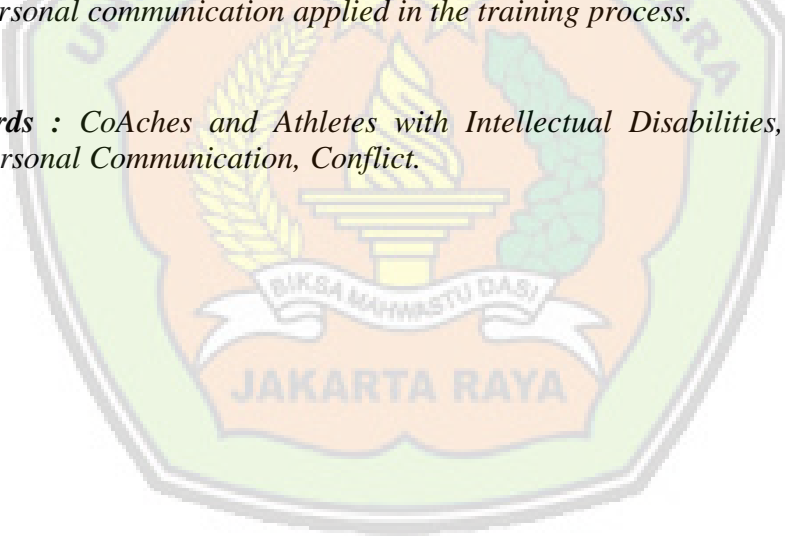 rsonal communication applied in the training process.
rds : CoAches and Athletes with Intellectual Disabilities,
ersonal Communication, Conflict.
BIKSA MAHWASTU DASI
JAKARTA RAYA